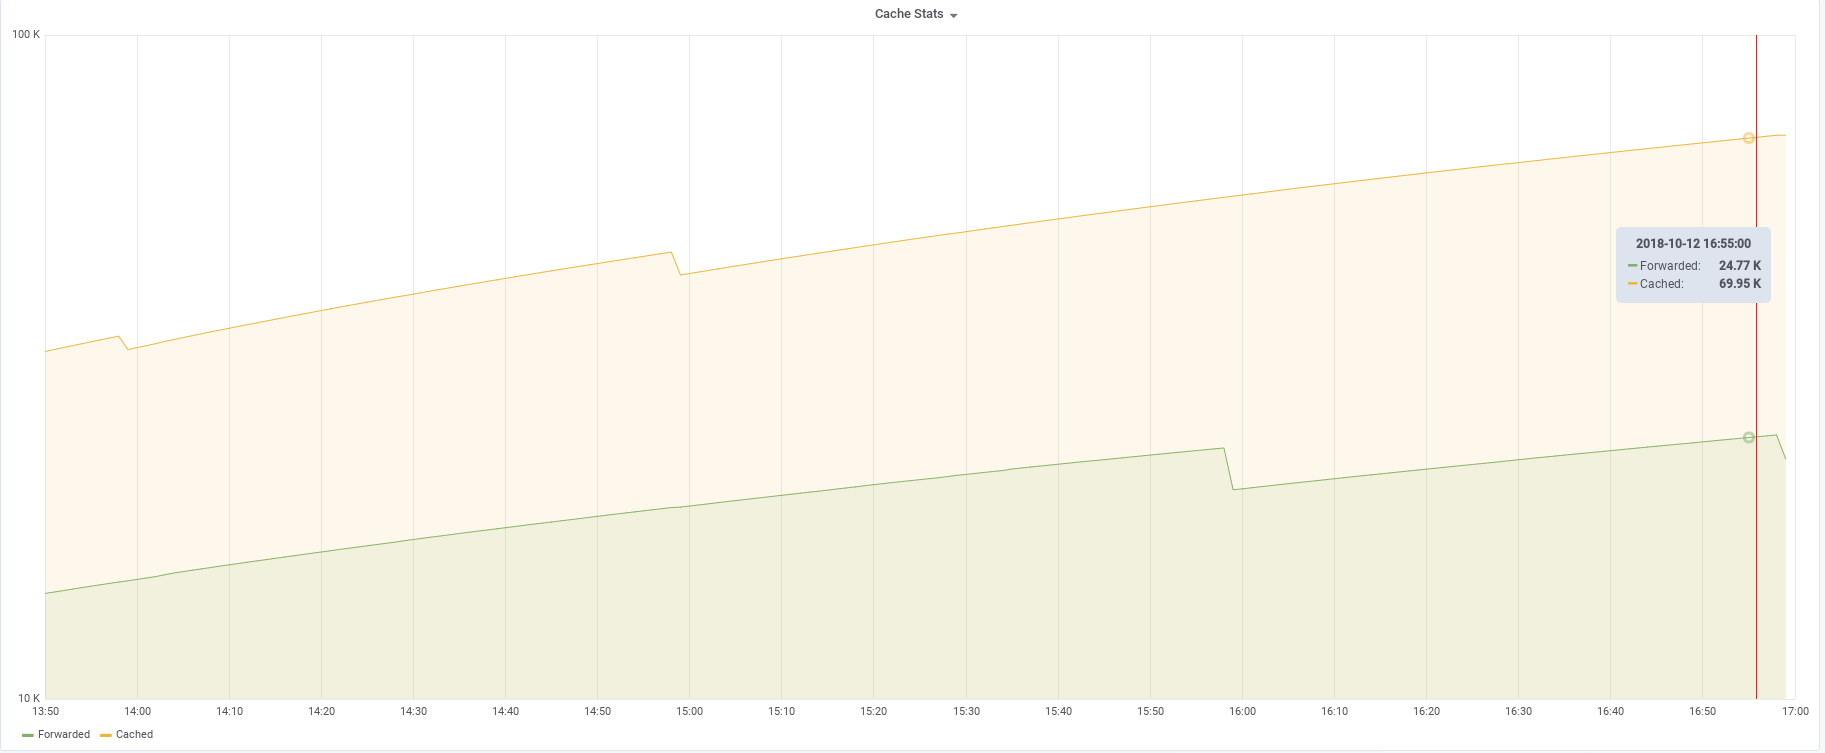 Cache Stats
100 K
2018-10-12 16:55:00
Forwarded: 24.77 K
Cached: 69.95 K
10 K
13:50 14:00 14:10 14:20 14:30 14:40 14:50 15:00 15:10 15:20 15:30 15:40 15:50 16:00 16:10 16:20 16:30 16:40 16:50 17:00
Forwarded Cached